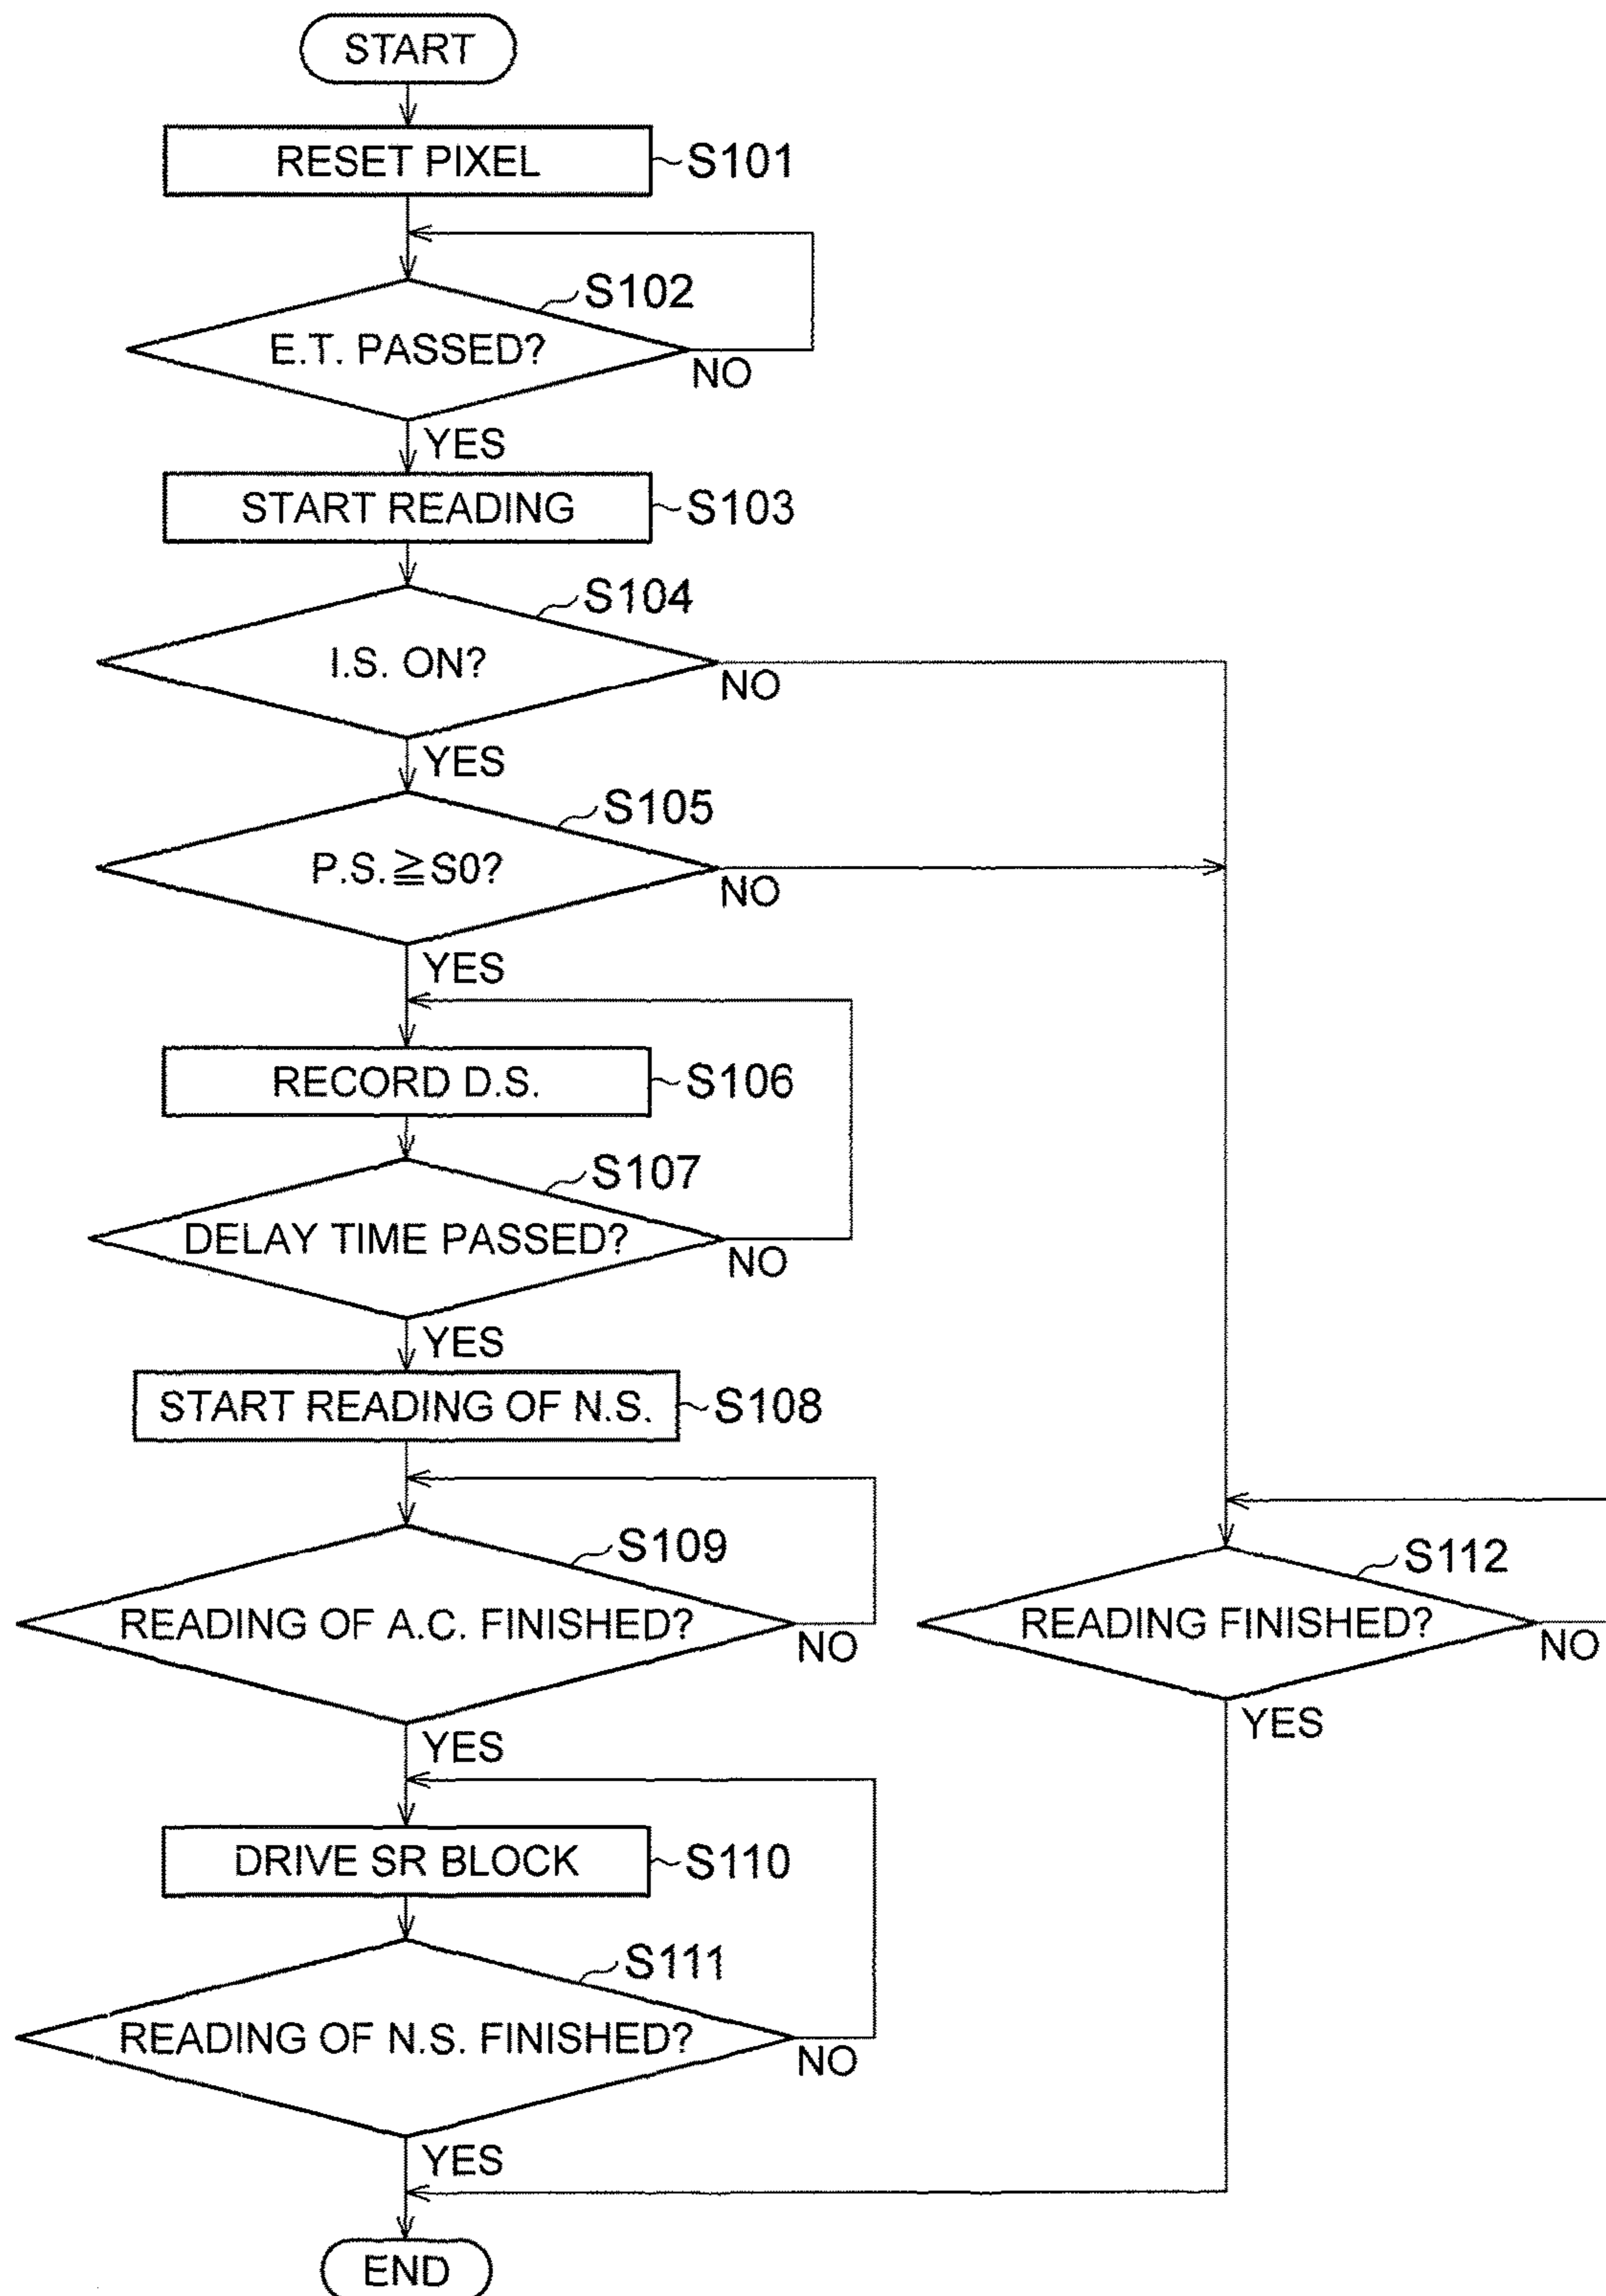 START
RESET PIXEL
S101
S102
E.T. PASSED?
NO
YES
START READING
S103
S104
I.S. ON?
NO
YES
S105
P.S.≧S0?
NO
YES
RECORD D.S.
S106
S107
DELAY TIME PASSED?
NO
YES
START READING OF N.S.
S108
S109
READING OF A.C. FINISHED?
NO
YES
S112
READING FINISHED?
NO
YES
DRIVE SR BLOCK
S110
S111
READING OF N.S. FINISHED?
NO
YES
END